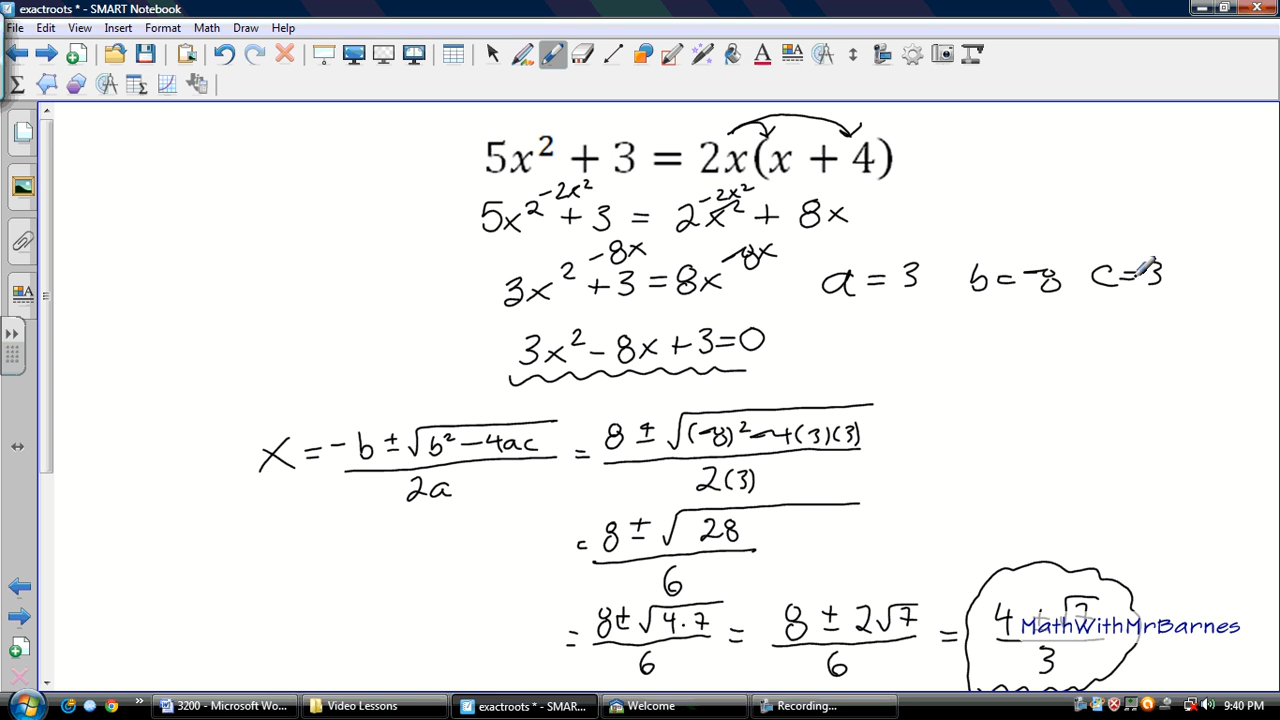 exactroots * - SMART Notebook
File Edit View Insert Format Math Draw Help
5x² + 3 = 2x(x + 4)
-2x² -2x²
5x² + 3 = 2x² + 8x
-8x -8x
3x² + 3 = 8x a = 3 b = -8 c = 3
3x² - 8x + 3 = 0
x = (-b ± √(b² - 4ac)) / 2a = (8 ± √((-8)² - 4(3)(3))) / 2(3)
= (8 ± √28) / 6
= (8 ± √(4·7)) / 6 = (8 ± 2√7) / 6 = (4 ± √7) / 3
MathWithMrBarnes
3200 - Microsoft Wo... Video Lessons exactroots * - SMAR... Welcome Recording... 9:40 PM